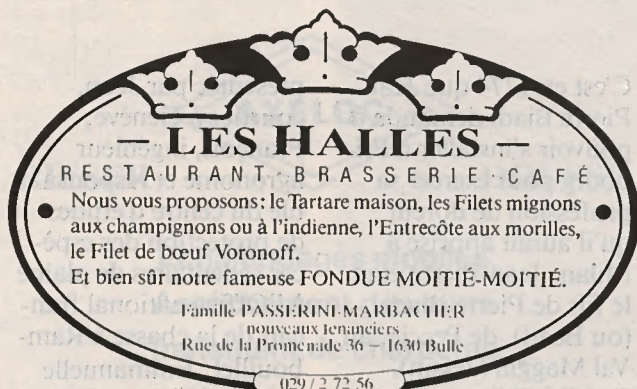 — LES HALLES —
RESTAURANT · BRASSERIE · CAFÉ
Nous vous proposons : le Tartare maison, les Filets mignons
aux champignons ou à l'indienne, l'Entrecôte aux morilles,
le Filet de bœuf Voronoff.
Et bien sûr notre fameuse FONDUE MOITIÉ-MOITIÉ.
Famille PASSERINI-MARBACHER
nouveaux tenanciers
Rue de la Promenade 36 — 1630 Bulle
029 / 2 72 56